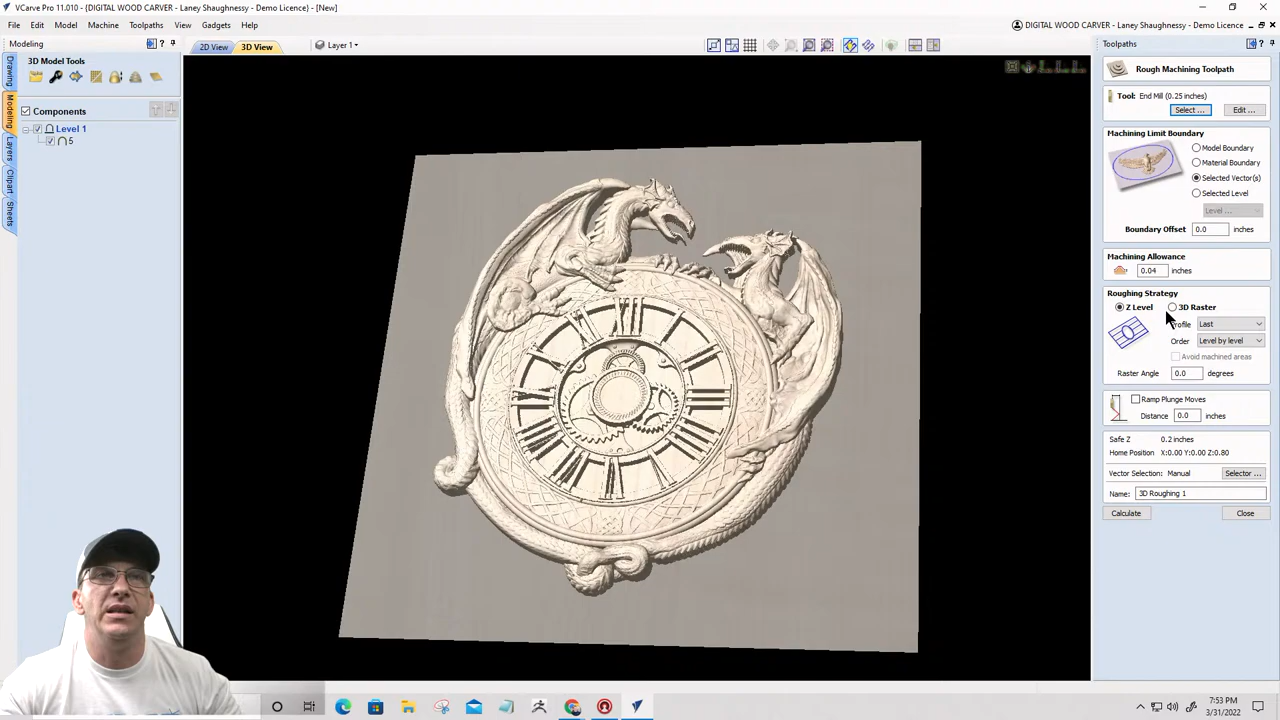 VCarve Pro 11.010 - {DIGITAL WOOD CARVER - Laney Shaughnessy - Demo Licence} - [New]
File Edit Model Machine Toolpaths View Gadgets Help
DIGITAL WOOD CARVER - Laney Shaughnessy - Demo Licence
Modeling
2D View 3D View Layer 1
Toolpaths
Drawing
Modeling
Layers
Clipart
Sheets
3D Model Tools
Components
Level 1
5
Rough Machining Toolpath
Tool: End Mill (0.25 inches)
Select ... Edit ...
Machining Limit Boundary
Model Boundary
Material Boundary
Selected Vector(s)
Selected Level
Level ...
Boundary Offset 0.0 inches
Machining Allowance
0.04 inches
Roughing Strategy
Z Level 3D Raster
Profile Last
Order Level by level
Avoid machined areas
Raster Angle 0.0 degrees
Ramp Plunge Moves
Distance 0.0 inches
Safe Z 0.2 inches
Home Position X:0.00 Y:0.00 Z:0.80
Vector Selection: Manual Selector ...
Name: 3D Roughing 1
Calculate Close
7:53 PM
3/31/2022